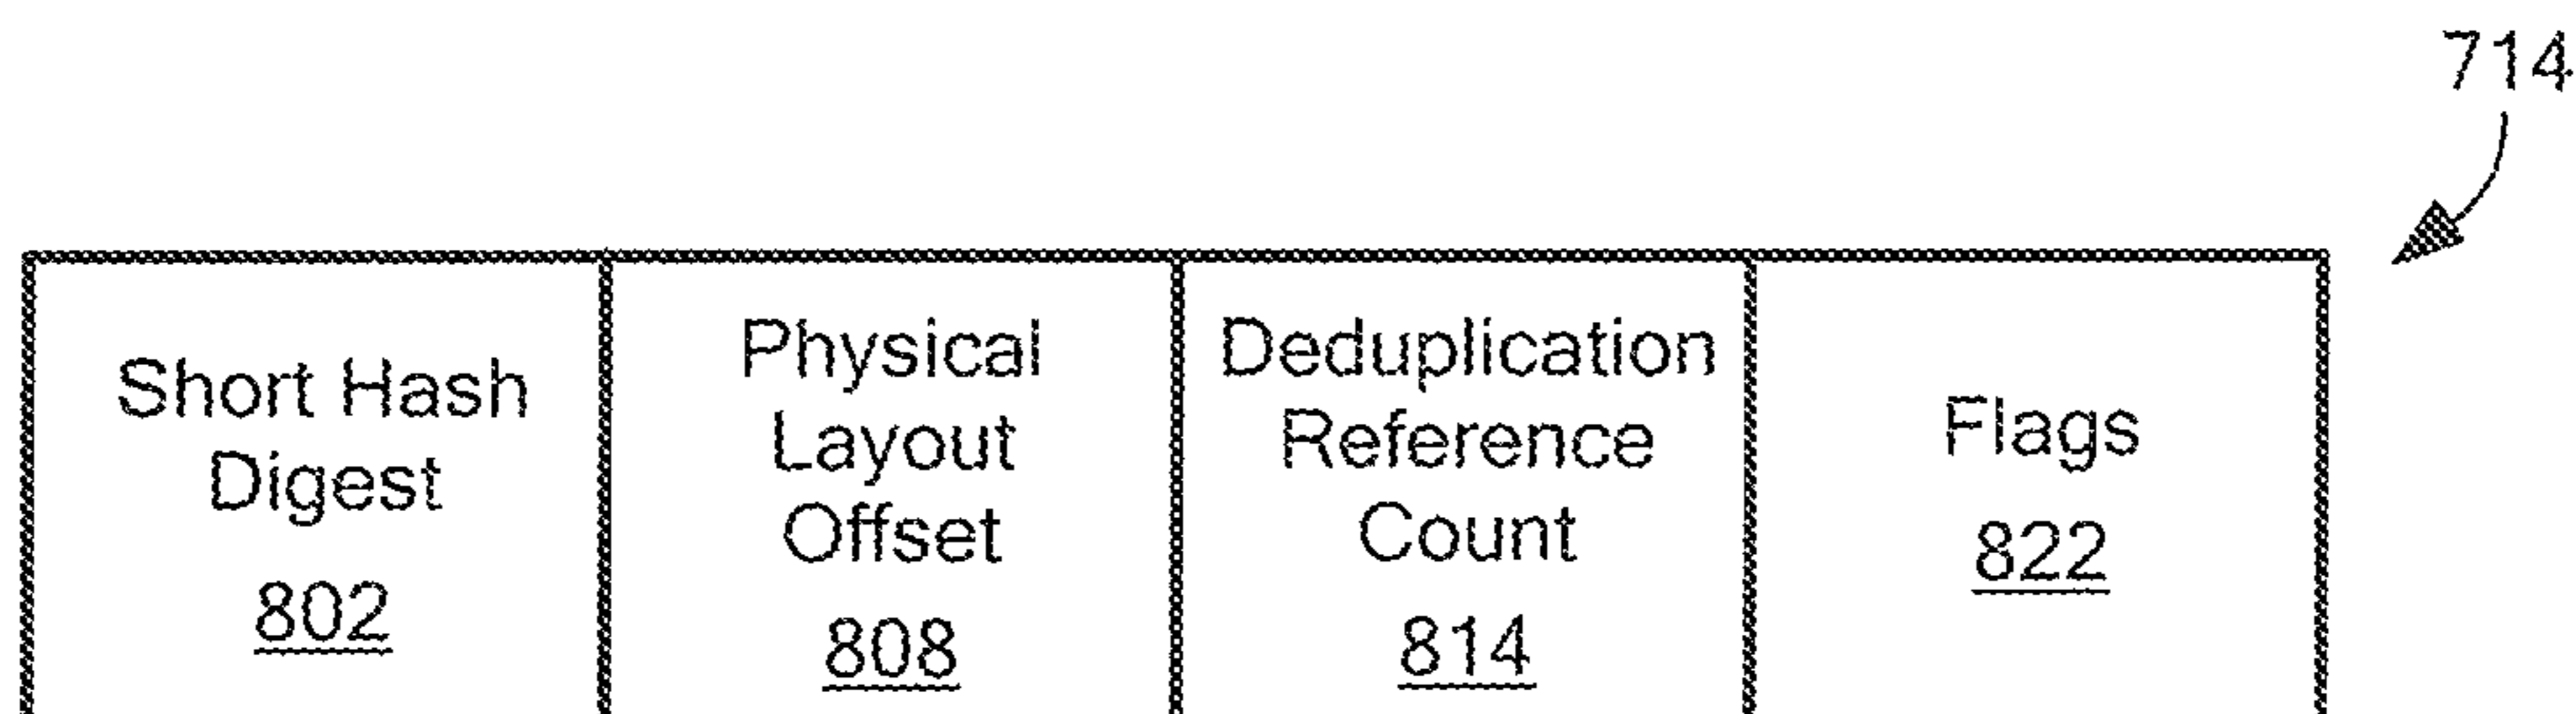 714
Short Hash
Digest
802
Physical
Layout
Offset
808
Deduplication
Reference
Count
814
Flags
822